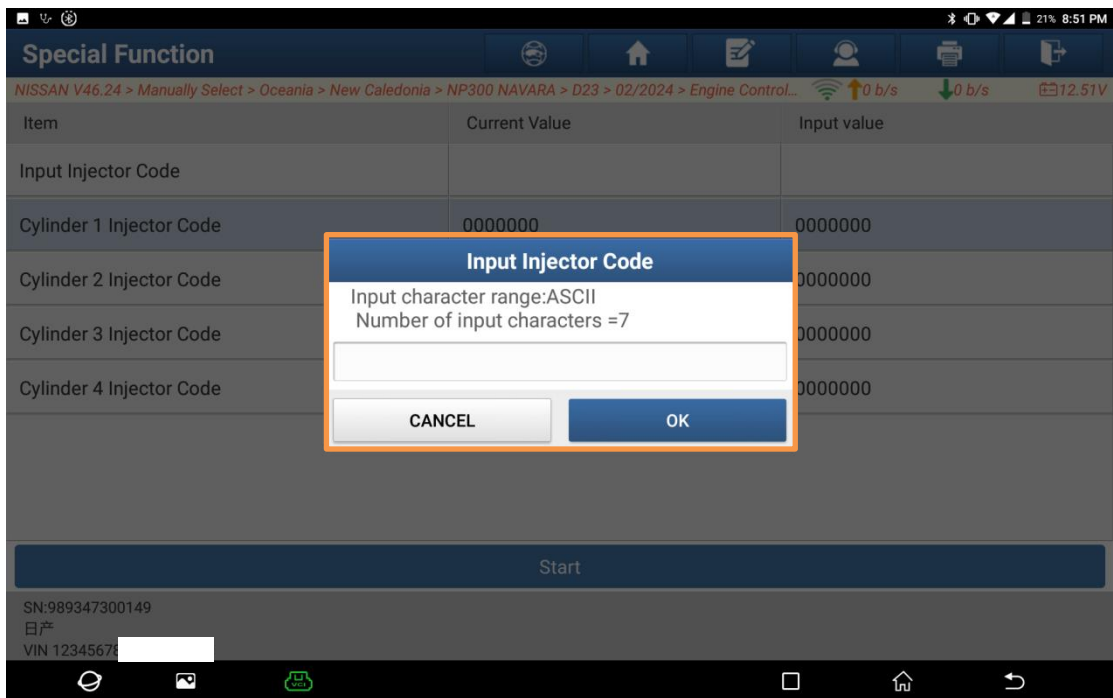 21% 8:51 PM
Special Function
NISSAN V46.24 > Manually Select > Oceania > New Caledonia > NP300 NAVARA > D23 > 02/2024 > Engine Control... 0 b/s 0 b/s 12.51V
Item Current Value Input value
Input Injector Code
Cylinder 1 Injector Code 0000000 0000000
Cylinder 2 Injector Code 0000000
Cylinder 3 Injector Code 0000000
Cylinder 4 Injector Code 0000000
Input Injector Code
Input character range:ASCII
Number of input characters =7
CANCEL OK
Start
SN:989347300149
日产
VIN 12345678
VCI